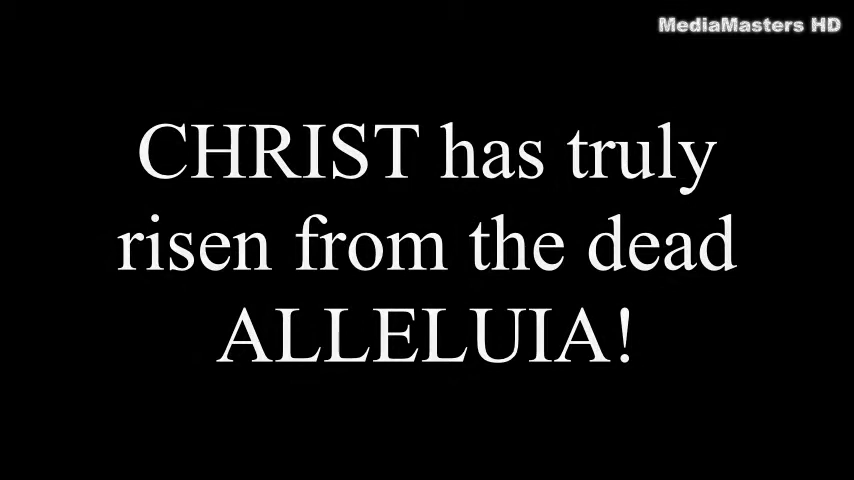 MediaMasters HD
CHRIST has truly
risen from the dead
ALLELUIA!